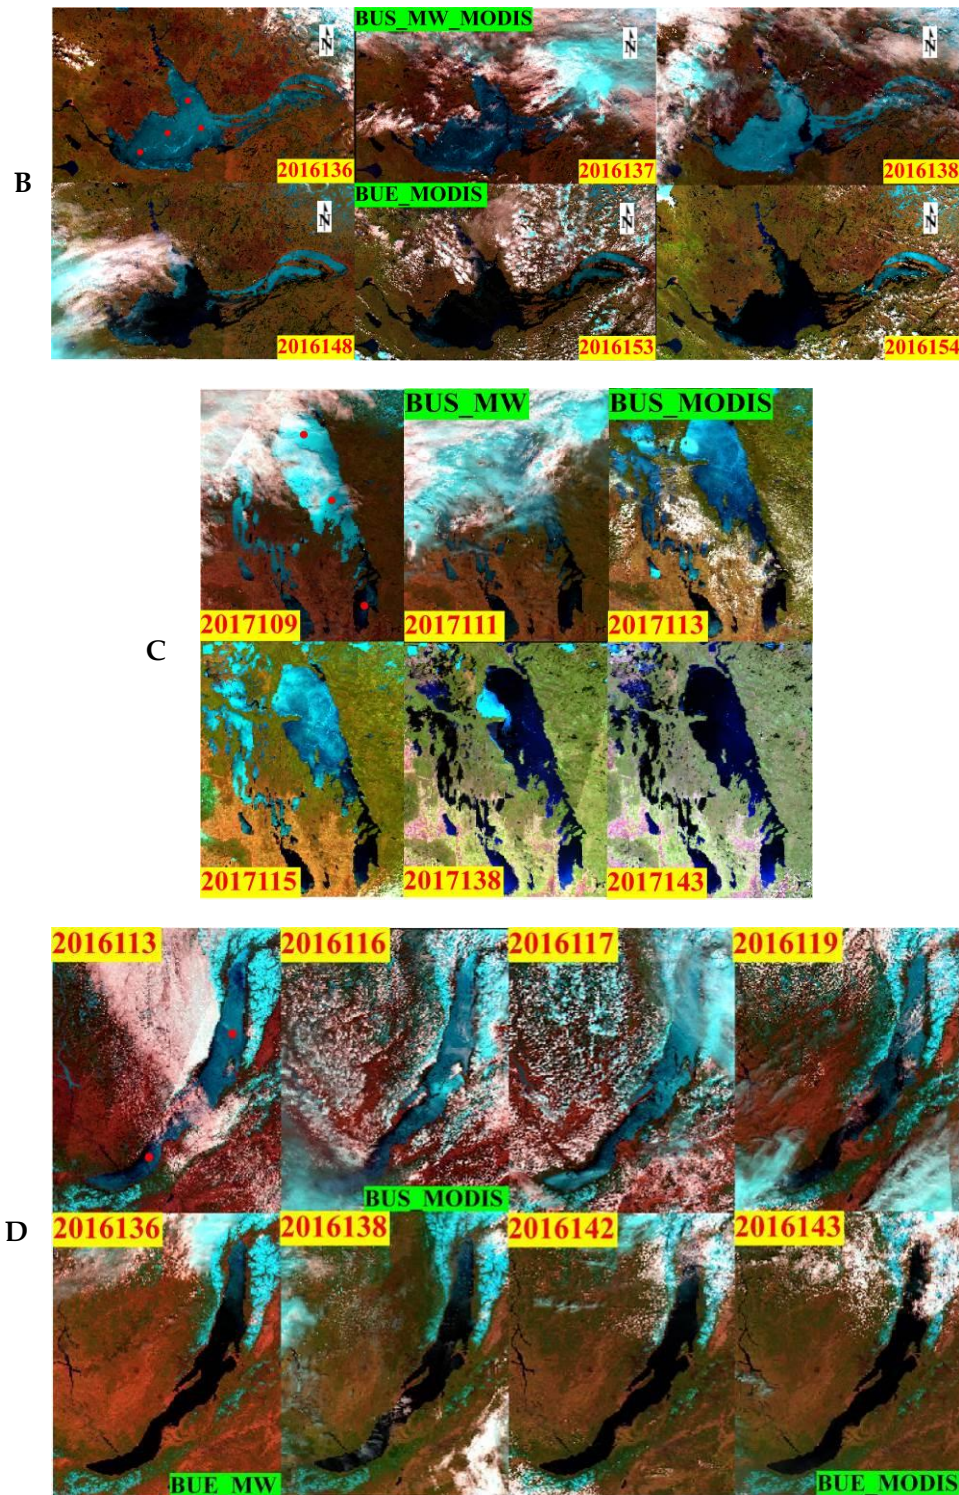 BUS_MW_MODIS
N
N
N
2016136
2016137
2016138
B
BUE_MODIS
N
N
N
2016148
2016153
2016154
BUS_MW
BUS_MODIS
2017109
2017111
2017113
C
2017115
2017138
2017143
2016113
2016116
2016117
2016119
BUS_MODIS
D
2016136
2016138
2016142
2016143
BUE_MW
BUE_MODIS